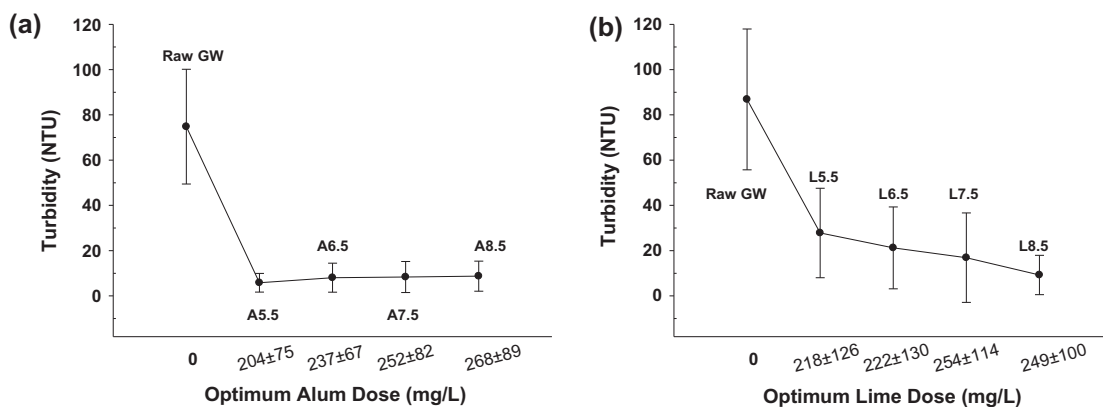 (a)
120
100
80
60
40
20
0
Turbidity (NTU)
Raw GW
A5.5
A6.5
A7.5
A8.5
0
204±75
237±67
252±82
268±89
Optimum Alum Dose (mg/L)
(b)
120
100
80
60
40
20
0
Turbidity (NTU)
Raw GW
L5.5
L6.5
L7.5
L8.5
0
218±126
222±130
254±114
249±100
Optimum Lime Dose (mg/L)